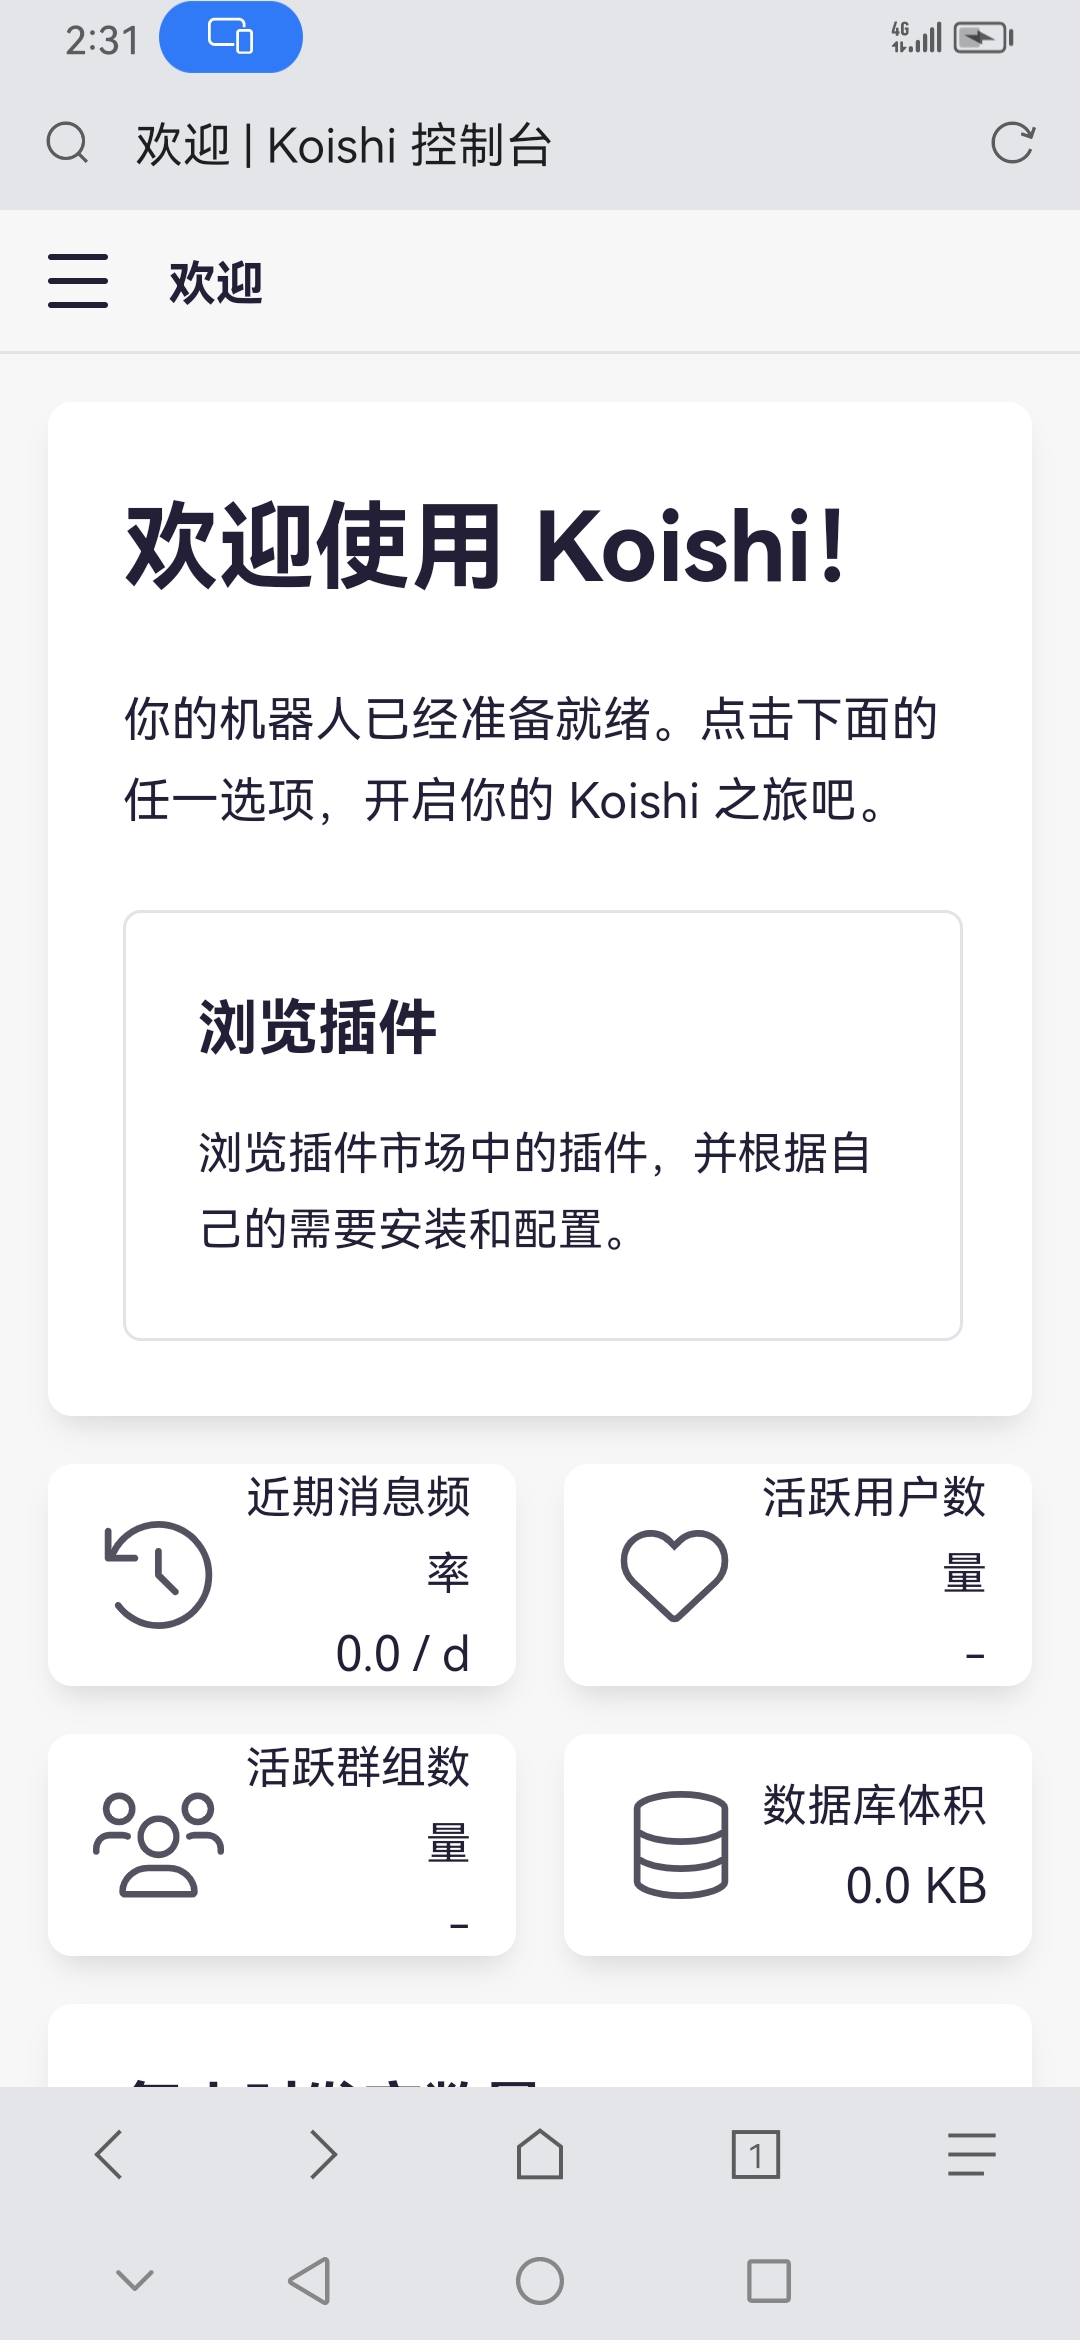 2:31
4G
欢迎 | Koishi 控制台
欢迎
欢迎使用 Koishi！
你的机器人已经准备就绪。点击下面的
任一选项，开启你的 Koishi 之旅吧。
浏览插件
浏览插件市场中的插件，并根据自
己的需要安装和配置。
近期消息频
率
0.0 / d
活跃用户数
量
-
活跃群组数
量
-
数据库体积
0.0 KB
1